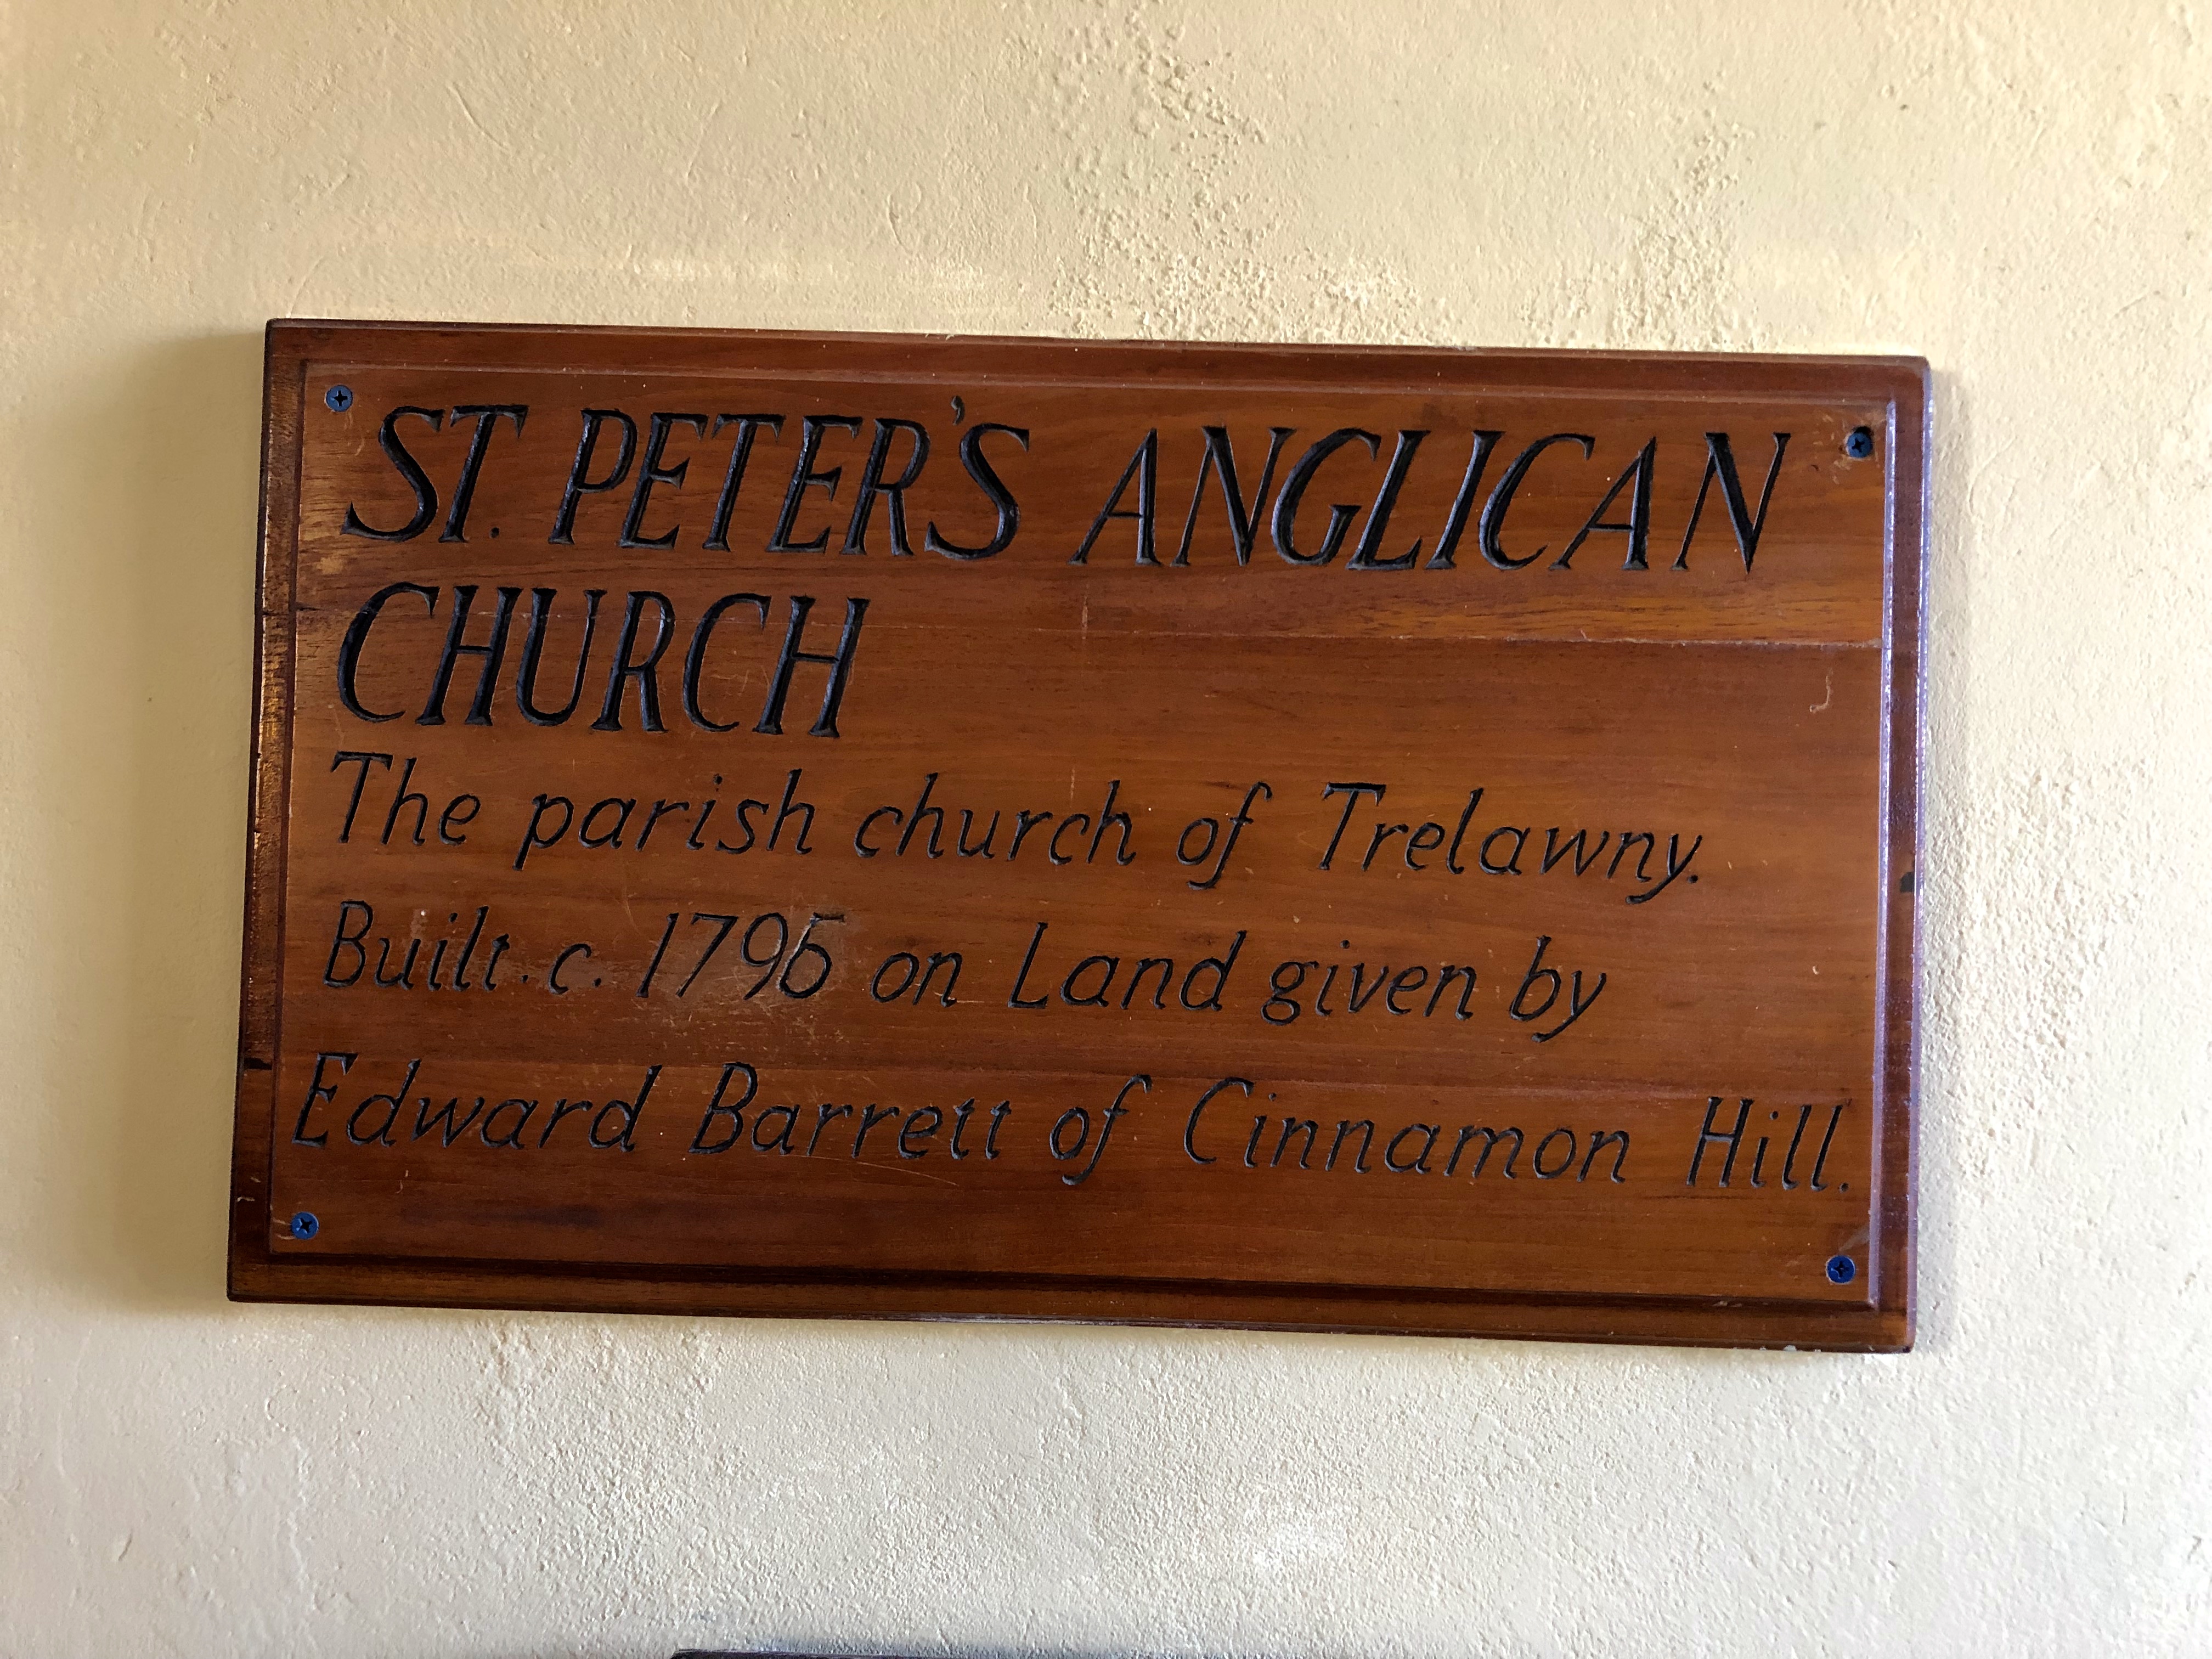 ST. PETER'S ANGLICAN
CHURCH
The parish church of Trelawny.
Built. c. 1795 on Land given by
Edward Barrett of Cinnamon Hill.